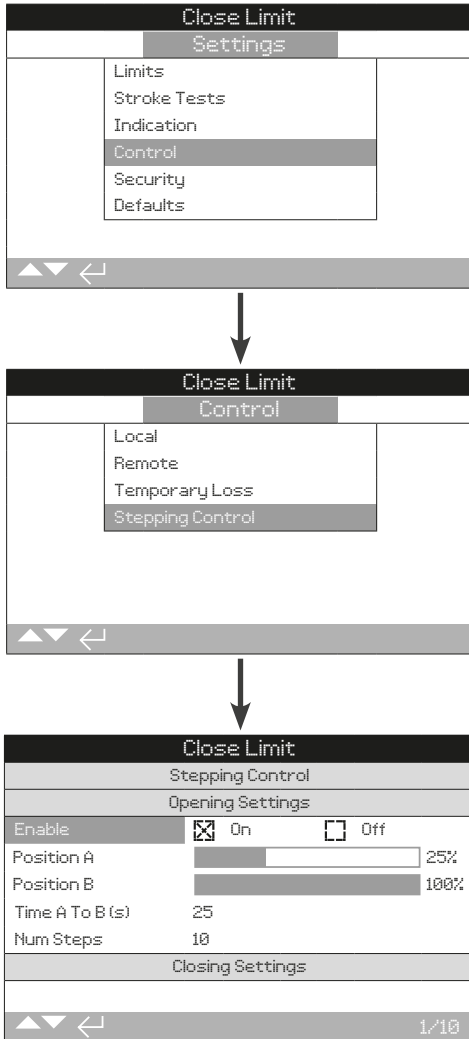 Close Limit
Settings
Limits
Stroke Tests
Indication
Control
Security
Defaults
Close Limit
Control
Local
Remote
Temporary Loss
Stepping Control
Close Limit
Stepping Control
Opening Settings
Enable On Off
Position A 25%
Position B 100%
Time A To B (s) 25
Num Steps 10
Closing Settings
1/10